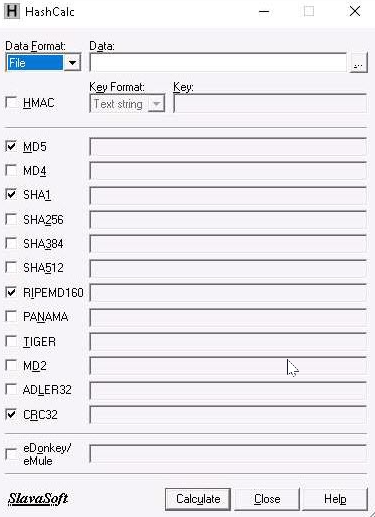 H HashCalc
Data Format: Data:
File ...
Key Format: Key:
HMAC Text string
MD5
MD4
SHA1
SHA256
SHA384
SHA512
RIPEMD160
PANAMA
TIGER
MD2
ADLER32
CRC32
eDonkey/
eMule
SlavaSoft Calculate Close Help